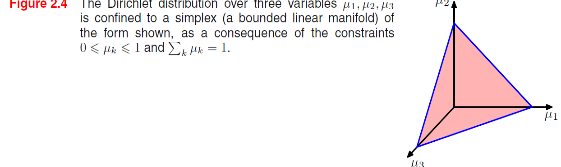 Figure 2.4 The Dirichlet distribution over three variables μ1, μ2, μ3
is confined to a simplex (a bounded linear manifold) of
the form shown, as a consequence of the constraints
0 ⩽ μk ⩽ 1 and ∑k μk = 1.
μ2
μ1
μ3